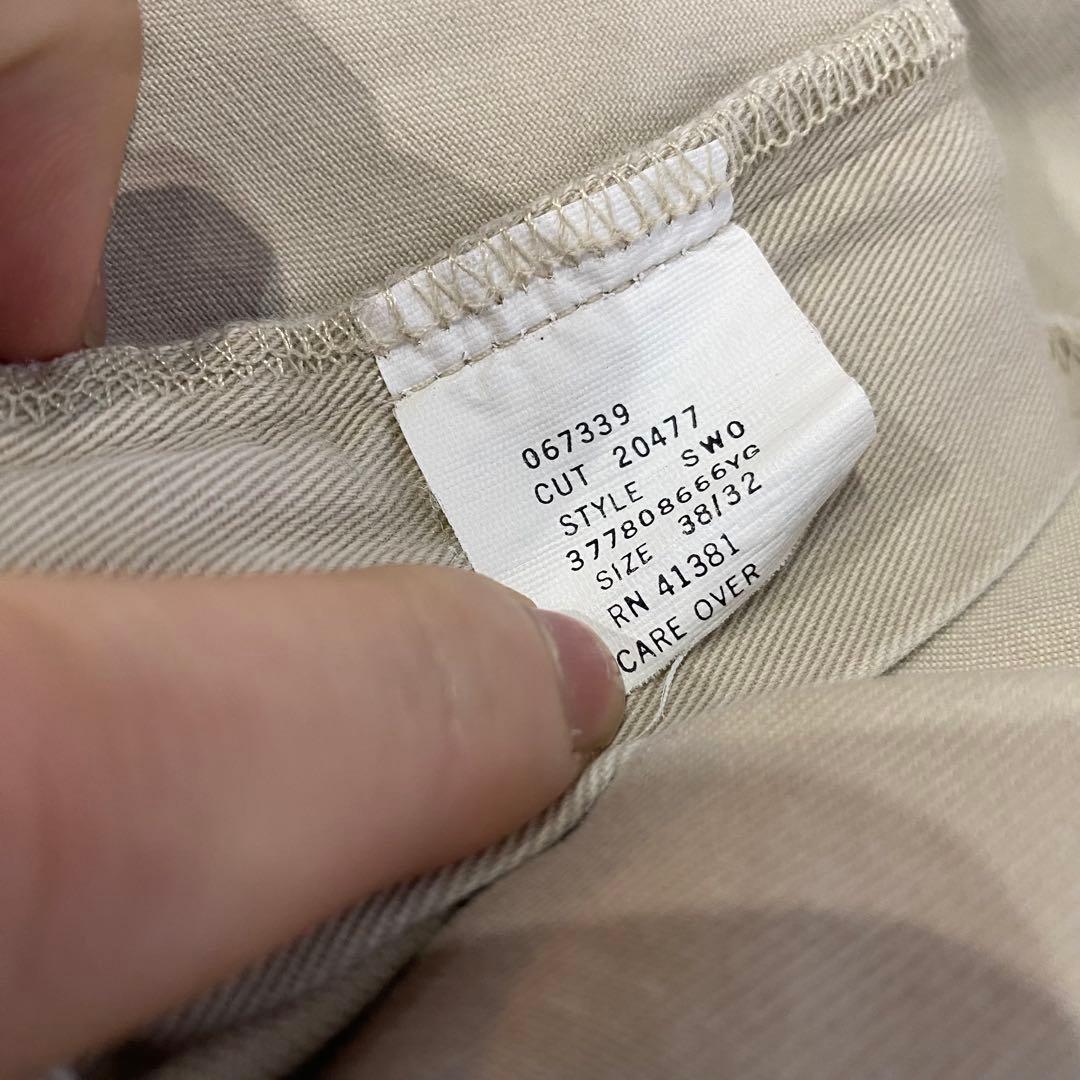 067339
CUT 20477
STYLE SWO
377808666YG
SIZE 38/32
RN 41381
CARE OVER